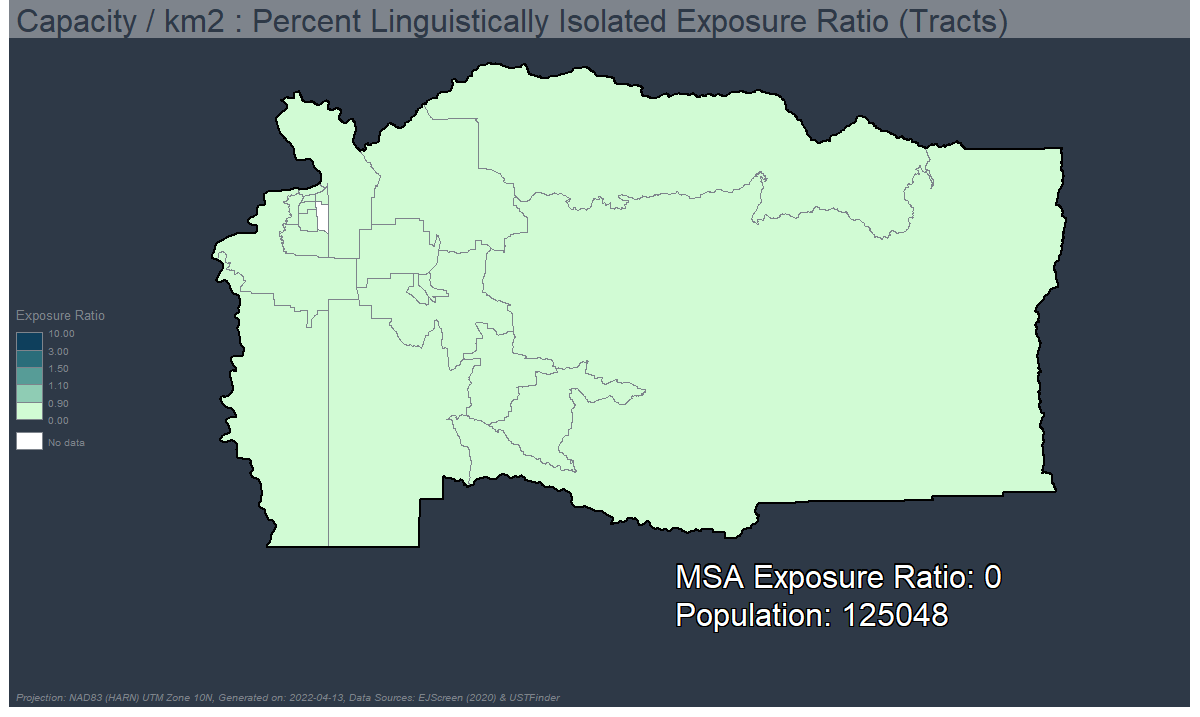 Capacity / km2 : Percent Linguistically Isolated Exposure Ratio (Tracts)
Exposure Ratio
10.00
3.00
1.50
1.10
0.90
0.00
No data
MSA Exposure Ratio: 0
Population: 125048
Projection: NAD83 (HARN) UTM Zone 10N, Generated on: 2022-04-13, Data Sources: EJScreen (2020) & USTFinder